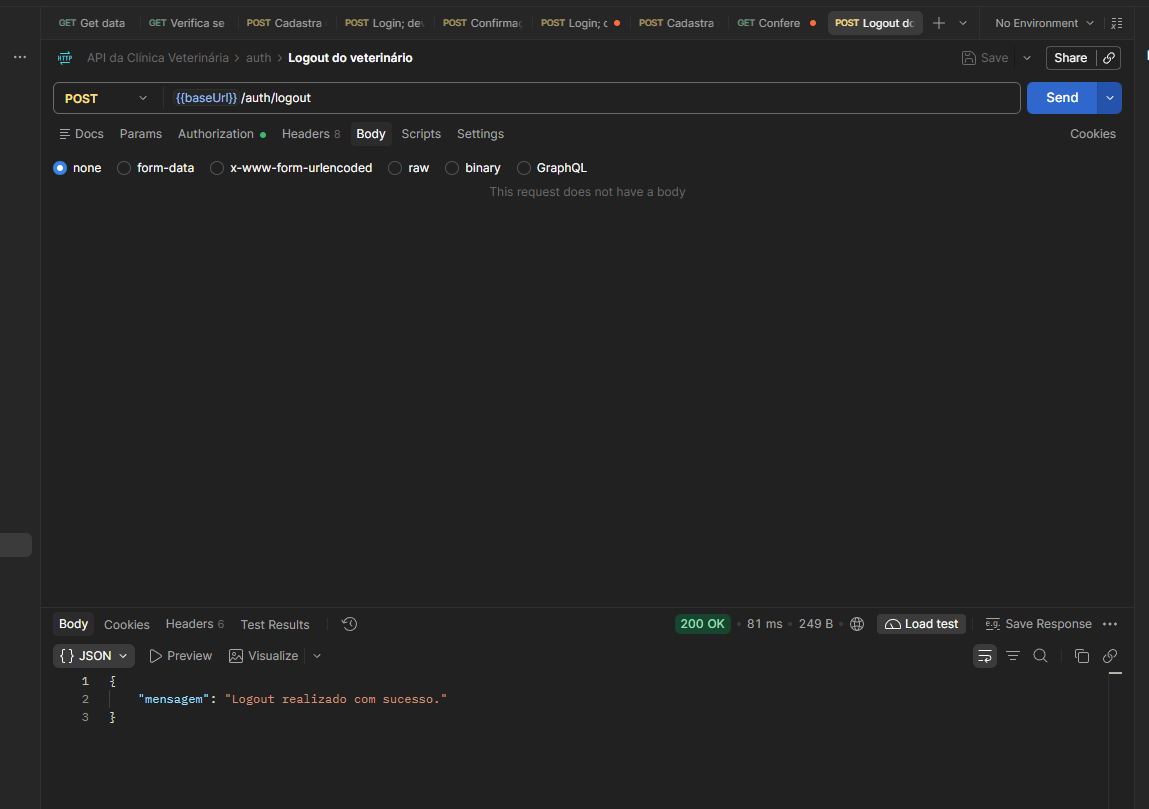 GET Get data GET Verifica se POST Cadastra POST Login; de POST Confirma POST Login; POST Cadastra GET Confere POST Logout do No Environment
API da Clínica Veterinária > auth > Logout do veterinário Save Share
POST {{baseUrl}} /auth/logout Send
Docs Params Authorization Headers 8 Body Scripts Settings Cookies
none form-data x-www-form-urlencoded raw binary GraphQL
This request does not have a body
Body Cookies Headers 6 Test Results 200 OK • 81 ms • 249 B • Load test e.g. Save Response
{} JSON Preview Visualize
1 {
2 "mensagem": "Logout realizado com sucesso."
3 }